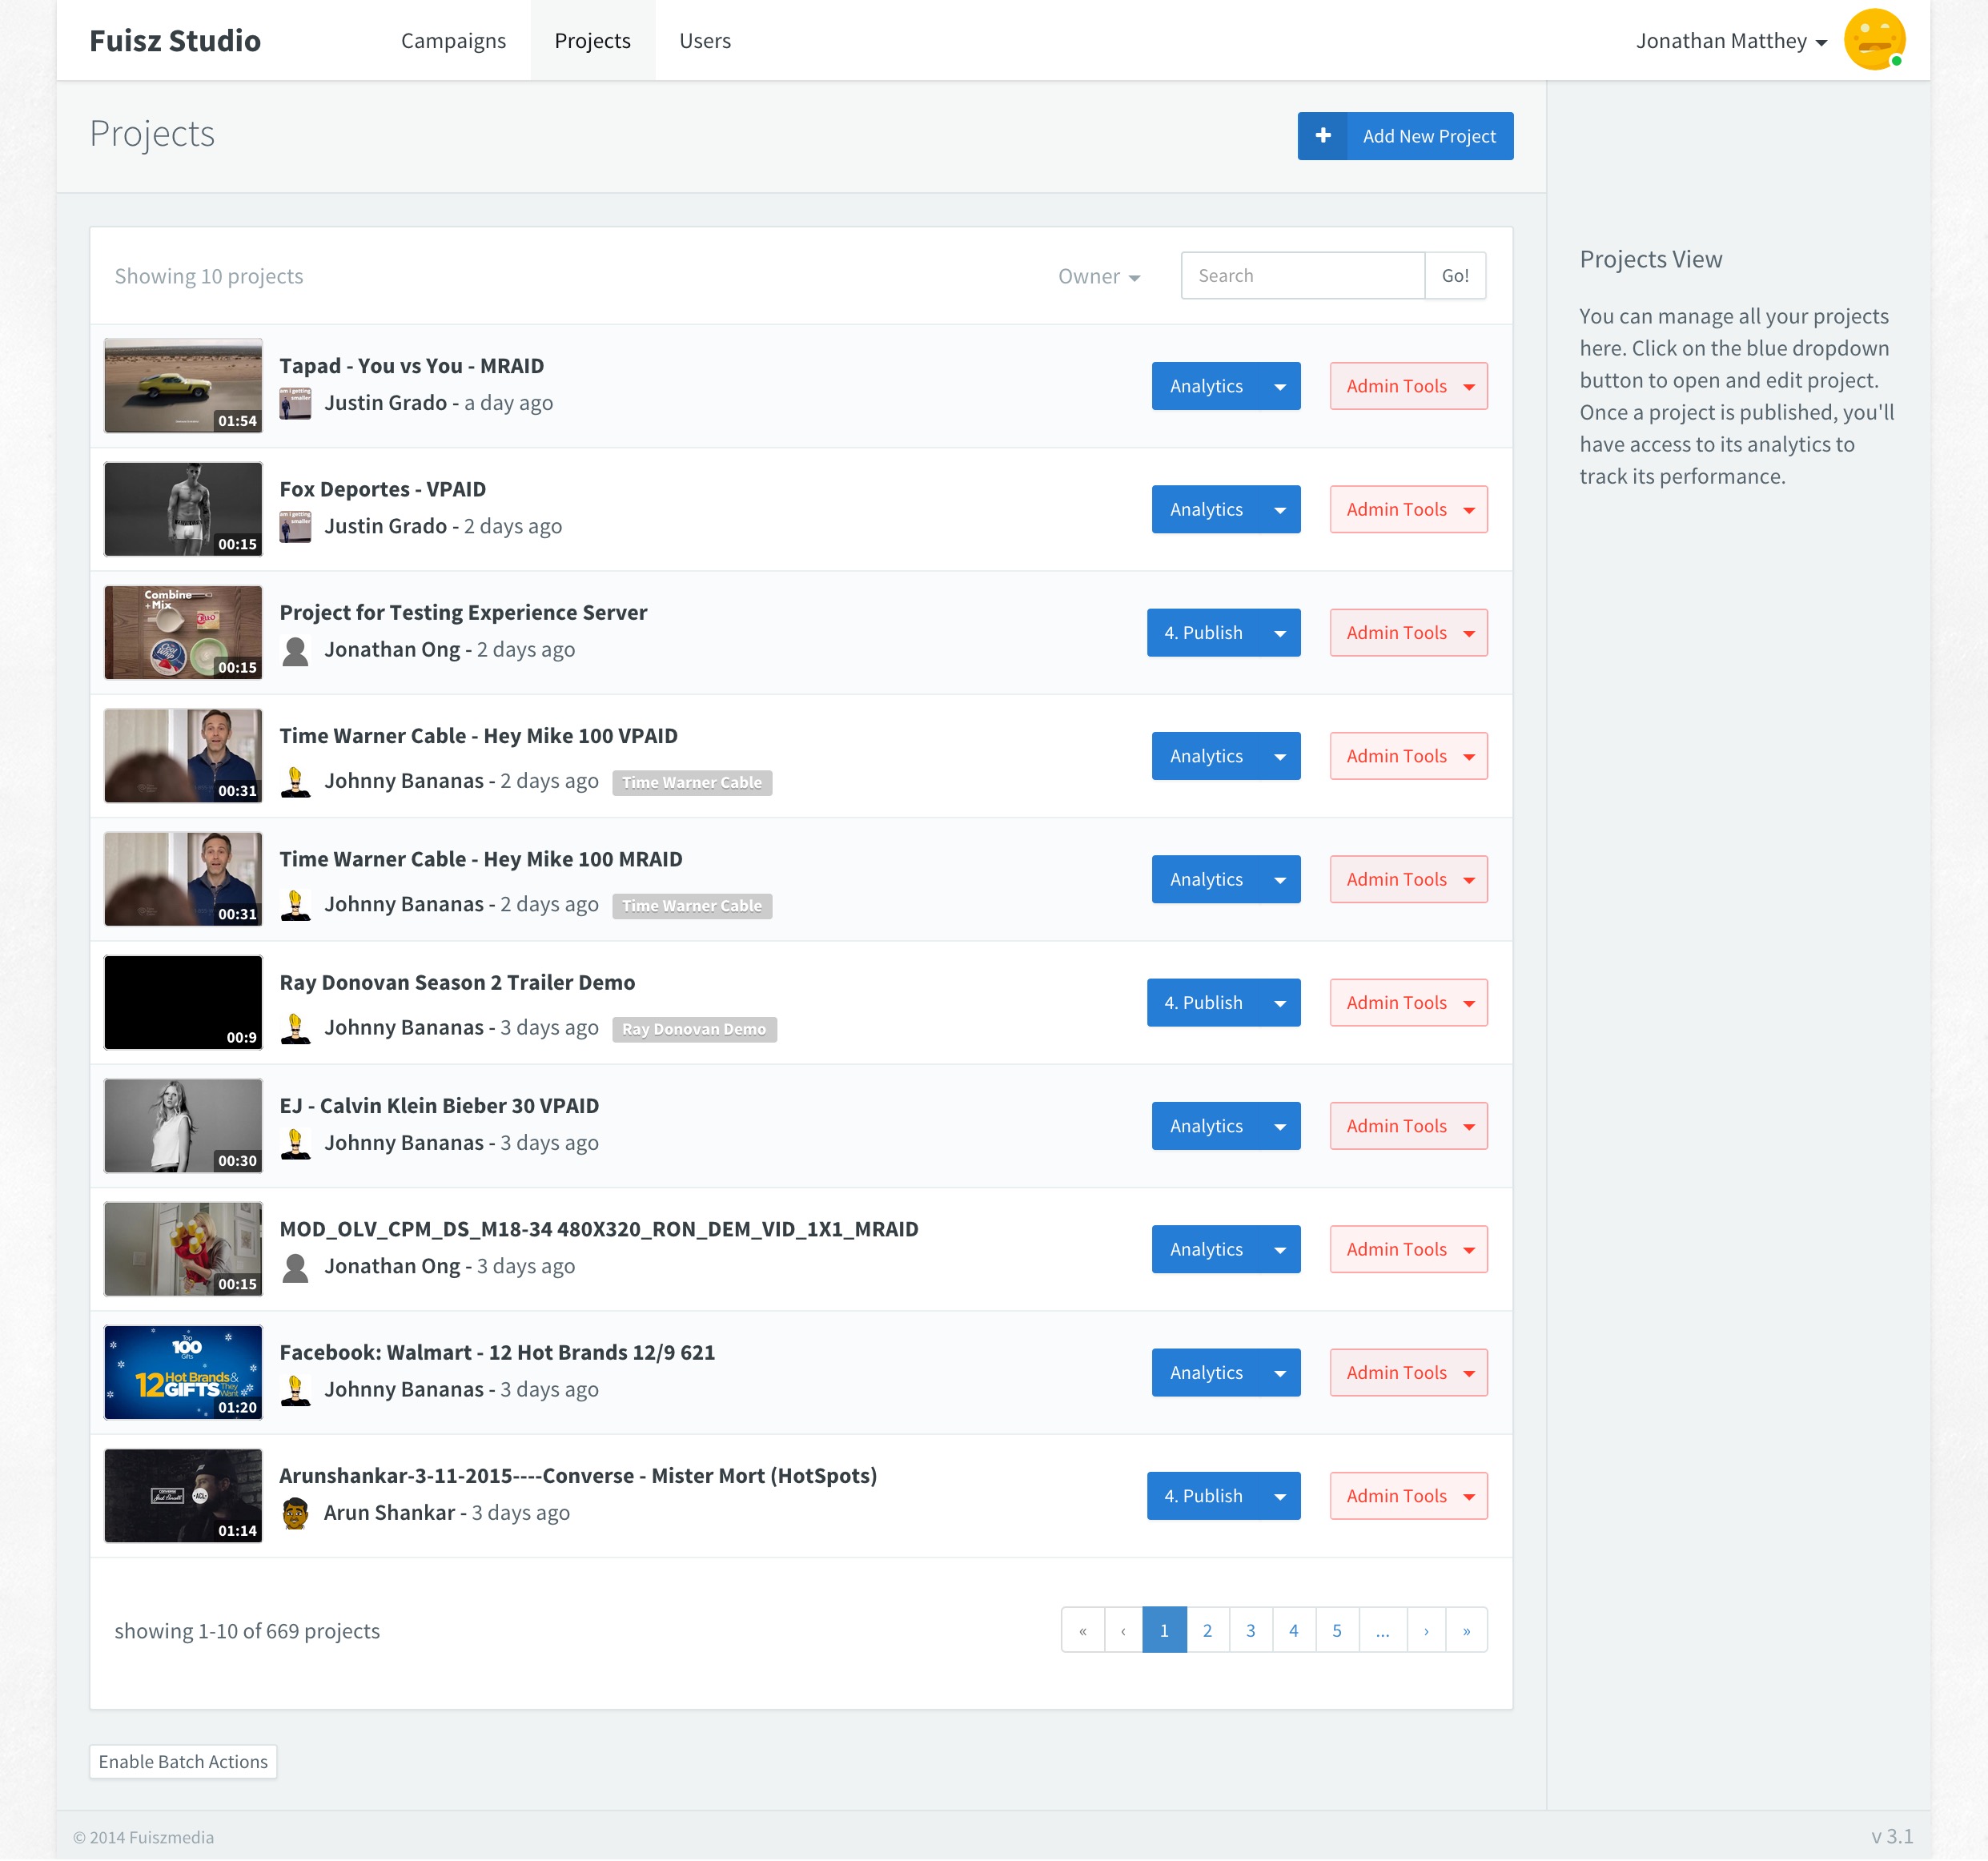 Fuisz Studio
Campaigns
Projects
Users
Jonathan Matthey
Projects
+ Add New Project
Showing 10 projects
Owner
Search
Go!
01:54
Tapad - You vs You - MRAID
am I getting smaller
Justin Grado - a day ago
Analytics
Admin Tools
00:15
Fox Deportes - VPAID
am I getting smaller
Justin Grado - 2 days ago
Analytics
Admin Tools
Combine
+Mix
00:15
Project for Testing Experience Server
Jonathan Ong - 2 days ago
4. Publish
Admin Tools
00:31
Time Warner Cable - Hey Mike 100 VPAID
Johnny Bananas - 2 days ago Time Warner Cable
Analytics
Admin Tools
00:31
Time Warner Cable - Hey Mike 100 MRAID
Johnny Bananas - 2 days ago Time Warner Cable
Analytics
Admin Tools
00:9
Ray Donovan Season 2 Trailer Demo
Johnny Bananas - 3 days ago Ray Donovan Demo
4. Publish
Admin Tools
00:30
EJ - Calvin Klein Bieber 30 VPAID
Johnny Bananas - 3 days ago
Analytics
Admin Tools
00:15
MOD_OLV_CPM_DS_M18-34 480X320_RON_DEM_VID_1X1_MRAID
Jonathan Ong - 3 days ago
Analytics
Admin Tools
Top
100
Gifts
12 Hot Brands &
GIFTS They Want
01:20
Facebook: Walmart - 12 Hot Brands 12/9 621
Johnny Bananas - 3 days ago
Analytics
Admin Tools
CONVERSE
ACL
01:14
Arunshankar-3-11-2015----Converse - Mister Mort (HotSpots)
Arun Shankar - 3 days ago
4. Publish
Admin Tools
showing 1-10 of 669 projects
« ‹ 1 2 3 4 5 ... › »
Enable Batch Actions
Projects View
You can manage all your projects
here. Click on the blue dropdown
button to open and edit project.
Once a project is published, you'll
have access to its analytics to
track its performance.
© 2014 Fuiszmedia
v 3.1